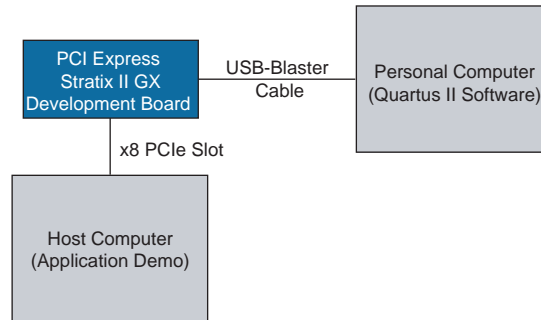 PCI Express
Stratix II GX
Development Board
USB-Blaster
Cable
Personal Computer
(Quartus II Software)
x8 PCIe Slot
Host Computer
(Application Demo)